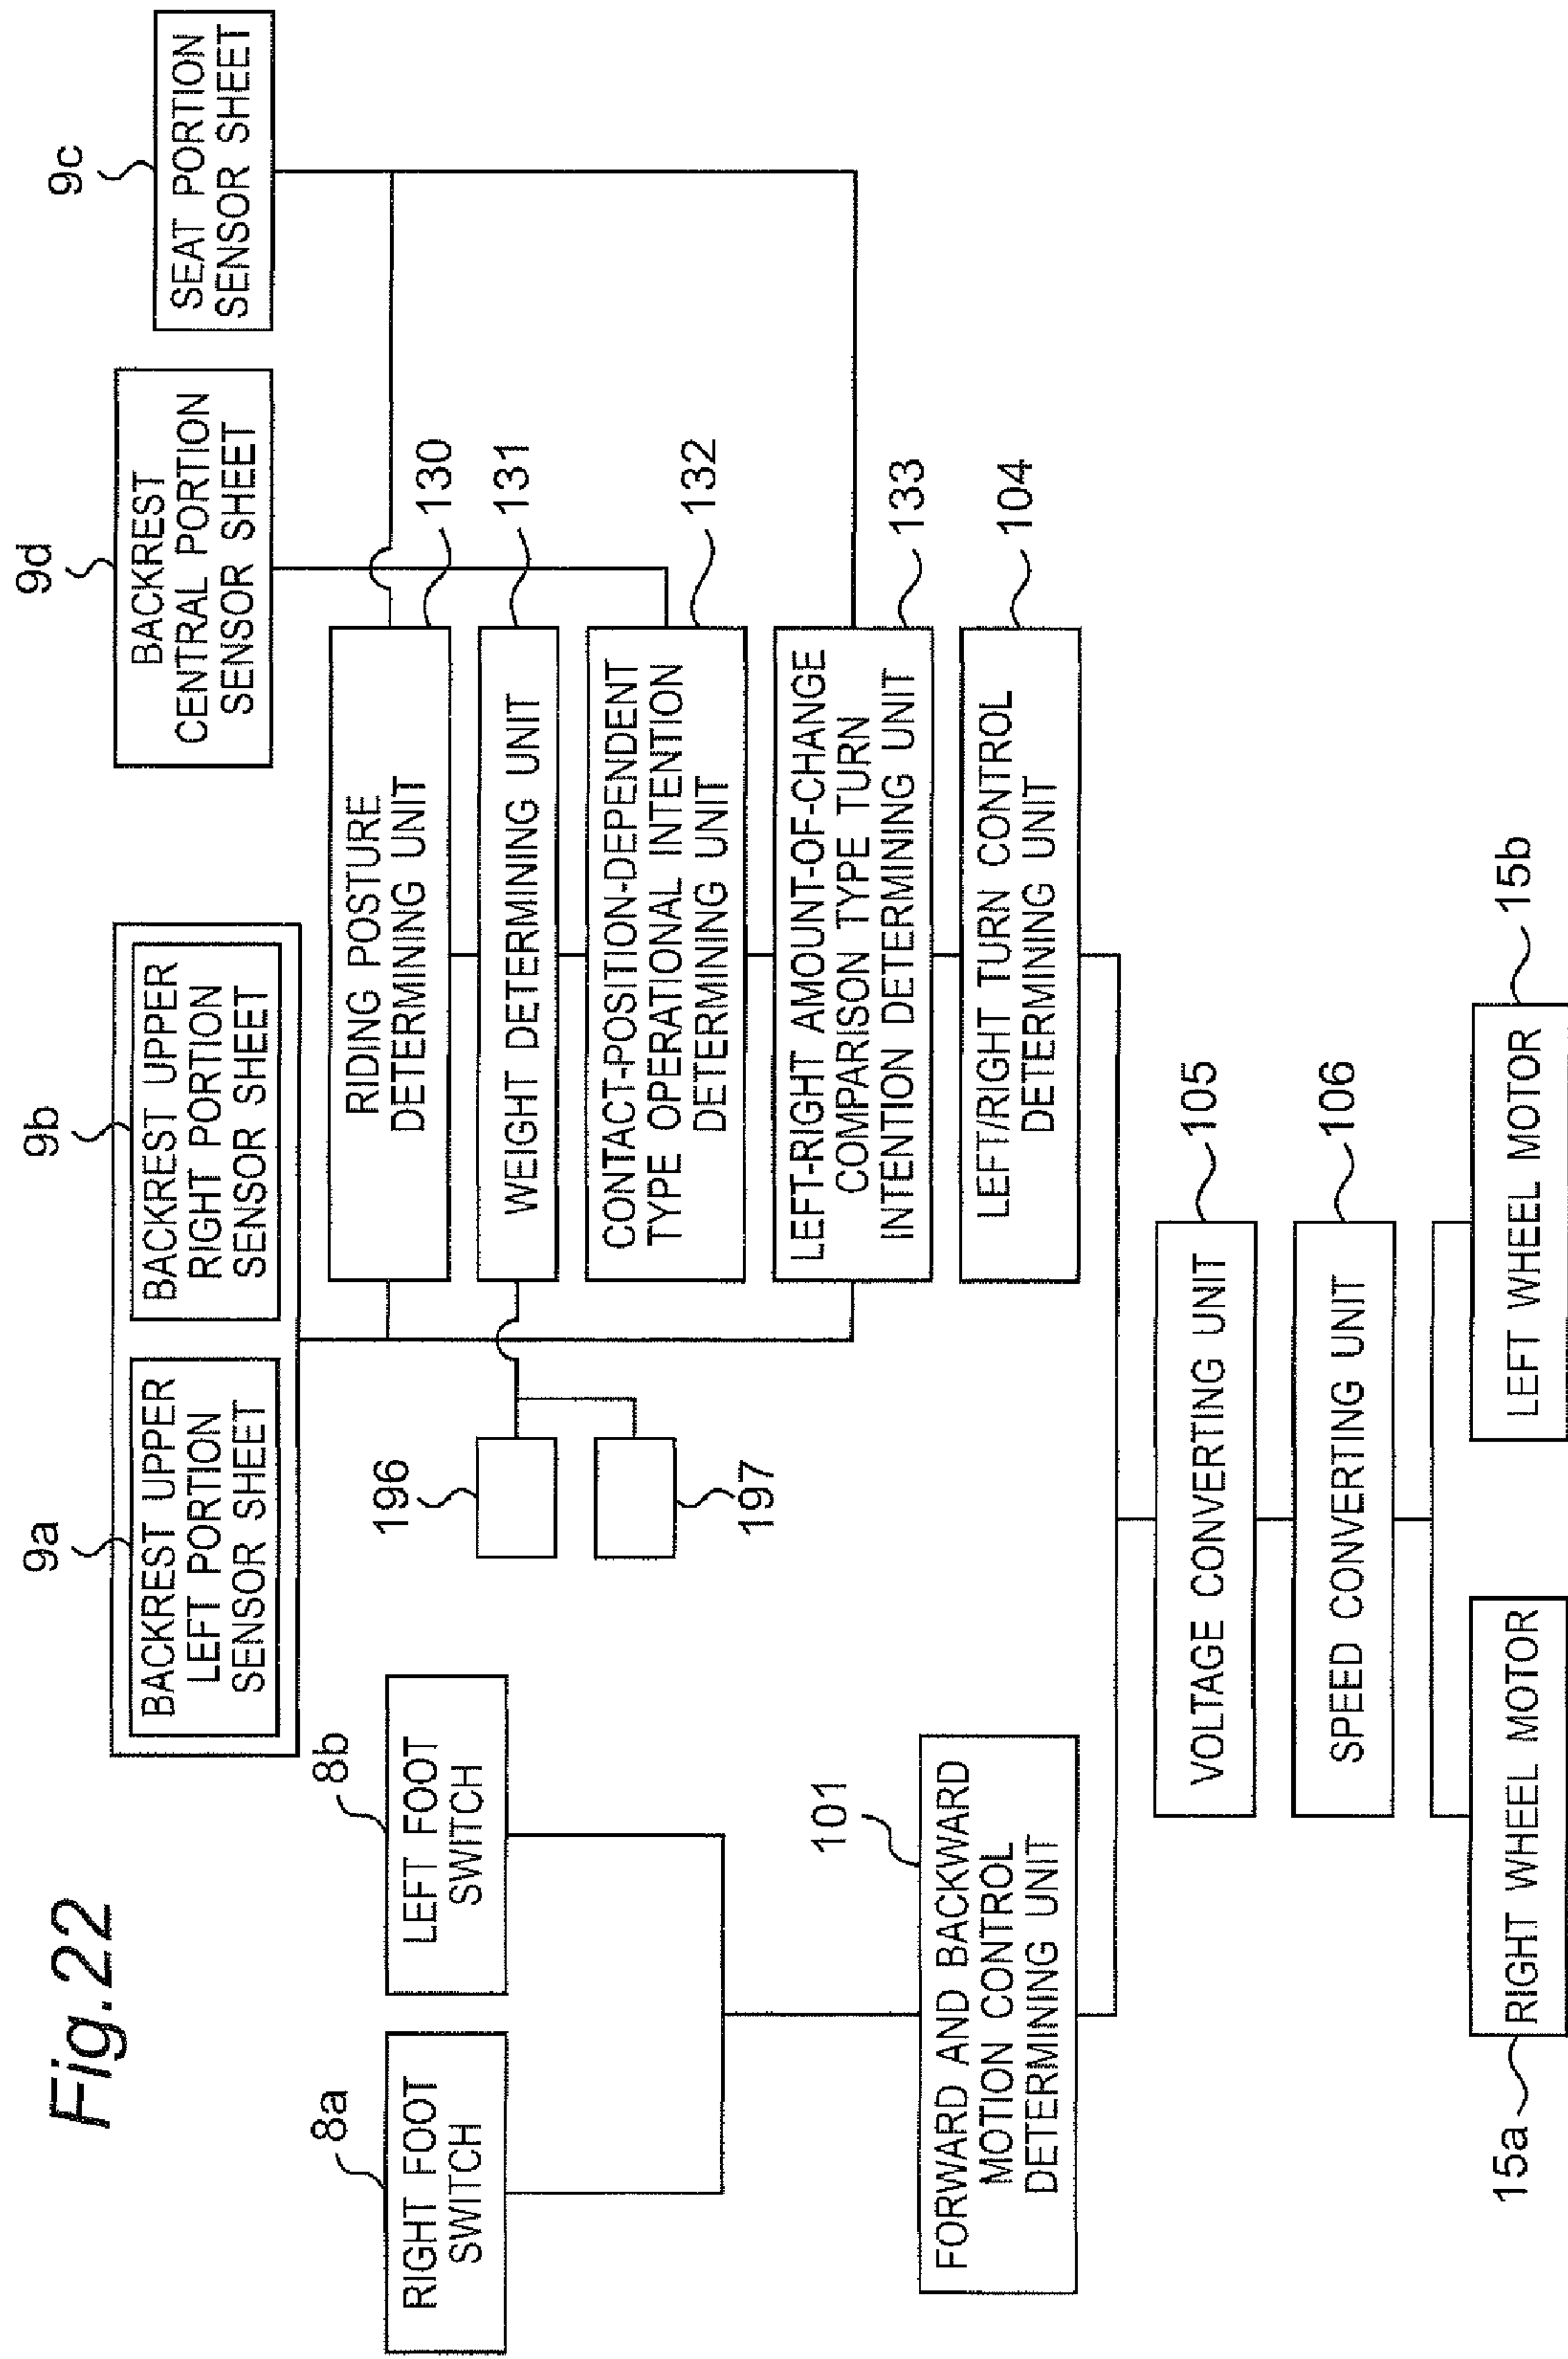 Fig.22
9a
9b
9d
9c
BACKREST UPPER
LEFT PORTION
SENSOR SHEET
BACKREST UPPER
RIGHT PORTION
SENSOR SHEET
BACKREST
CENTRAL PORTION
SENSOR SHEET
SEAT PORTION
SENSOR SHEET
8a
8b
RIGHT FOOT
SWITCH
LEFT FOOT
SWITCH
196
197
RIDING POSTURE
DETERMINING UNIT
130
WEIGHT DETERMINING UNIT
131
CONTACT-POSITION-DEPENDENT
TYPE OPERATIONAL INTENTION
DETERMINING UNIT
132
LEFT-RIGHT AMOUNT-OF-CHANGE
COMPARISON TYPE TURN
INTENTION DETERMINING UNIT
133
LEFT/RIGHT TURN CONTROL
DETERMINING UNIT
104
101
FORWARD AND BACKWARD
MOTION CONTROL
DETERMINING UNIT
VOLTAGE CONVERTING UNIT
105
SPEED CONVERTING UNIT
106
15a
RIGHT WHEEL MOTOR
LEFT WHEEL MOTOR
15b